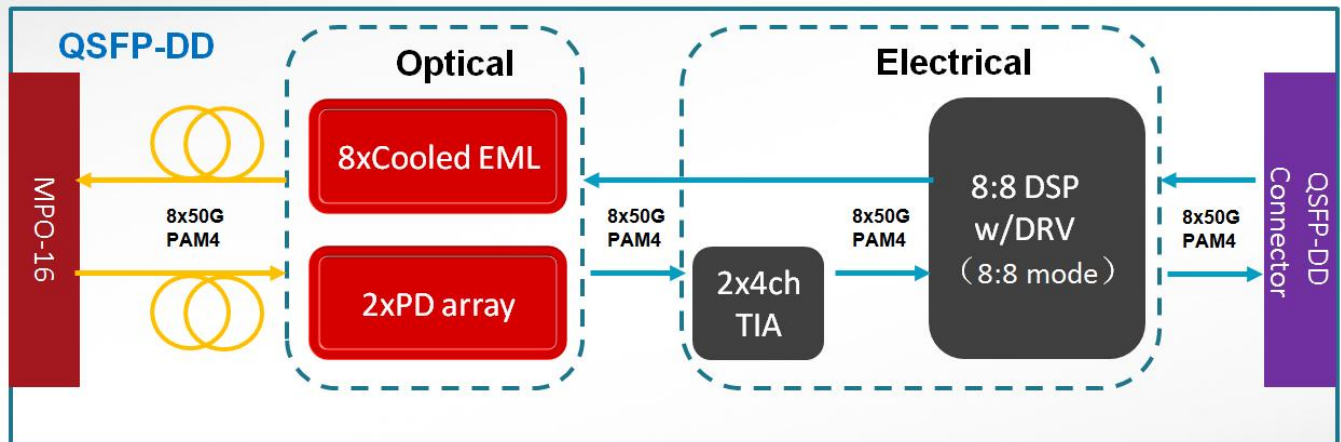 QSFP-DD
Optical
Electrical
MPO-16
8x50G
PAM4
8xCooled EML
2xPD array
8x50G
PAM4
2x4ch
TIA
8x50G
PAM4
8:8 DSP
w/DRV
（8:8 mode）
8x50G
PAM4
QSFP-DD
Connector